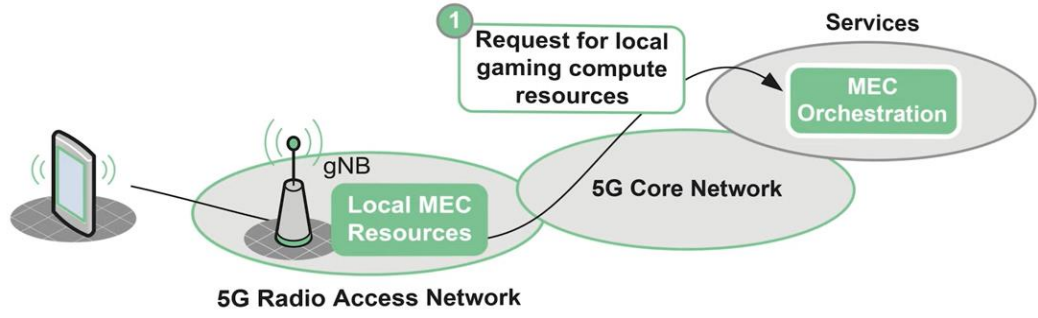 1
Request for local
gaming compute
resources
Services
MEC
Orchestration
gNB
5G Core Network
Local MEC
Resources
5G Radio Access Network